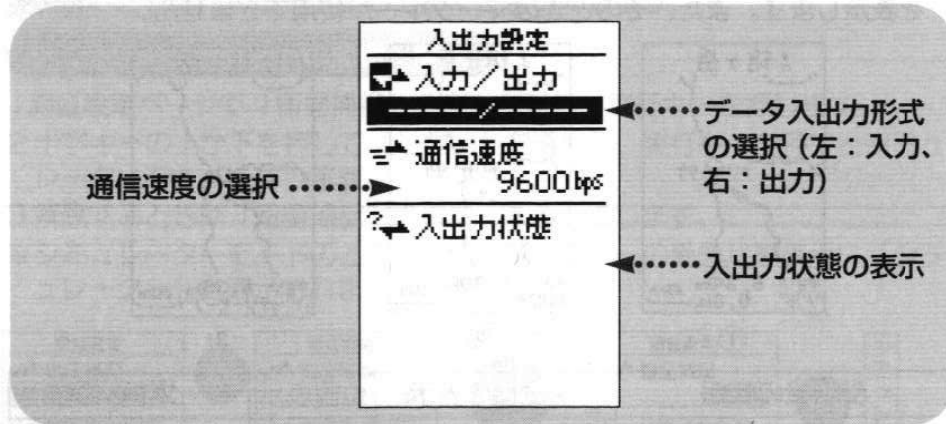 入出力設定
入力／出力
-----/-----
通信速度
9600bps
入出力状態
通信速度の選択
データ入出力形式
の選択（左：入力、
右：出力）
入出力状態の表示